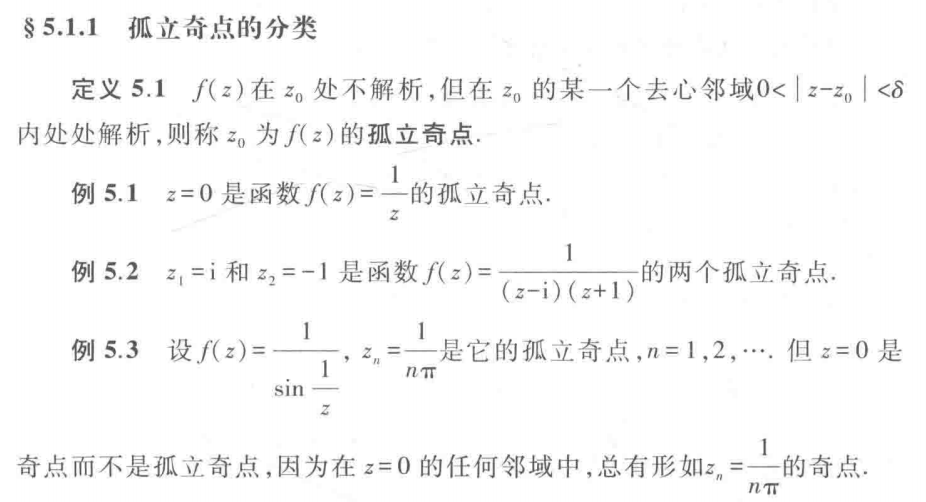 §5.1.1 孤立奇点的分类
定义 5.1 f(z)在 z₀ 处不解析,但在 z₀ 的某一个去心邻域0<|z-z₀|<δ
内处处解析,则称 z₀ 为 f(z)的孤立奇点.
例 5.1 z=0 是函数 f(z)=1/z的孤立奇点.
例 5.2 z₁=i 和 z₂=-1 是函数 f(z)=1/((z-i)(z+1))的两个孤立奇点.
例 5.3 设 f(z)=1/(sin 1/z), zₙ=1/(nπ)是它的孤立奇点,n=1,2,⋯. 但 z=0 是
奇点而不是孤立奇点,因为在 z=0 的任何邻域中,总有形如zₙ=1/(nπ)的奇点.